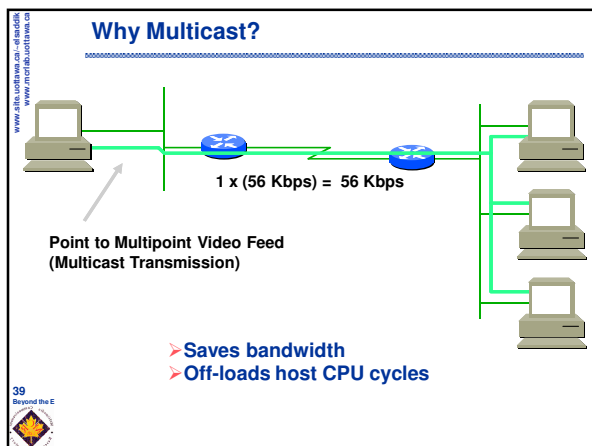 www.site.uottawa.ca/~elsaddik
www.mcrlab.uottawa.ca
Why Multicast?
1 x (56 Kbps) = 56 Kbps
Point to Multipoint Video Feed
(Multicast Transmission)
➢Saves bandwidth
➢Off-loads host CPU cycles
39
Beyond the E